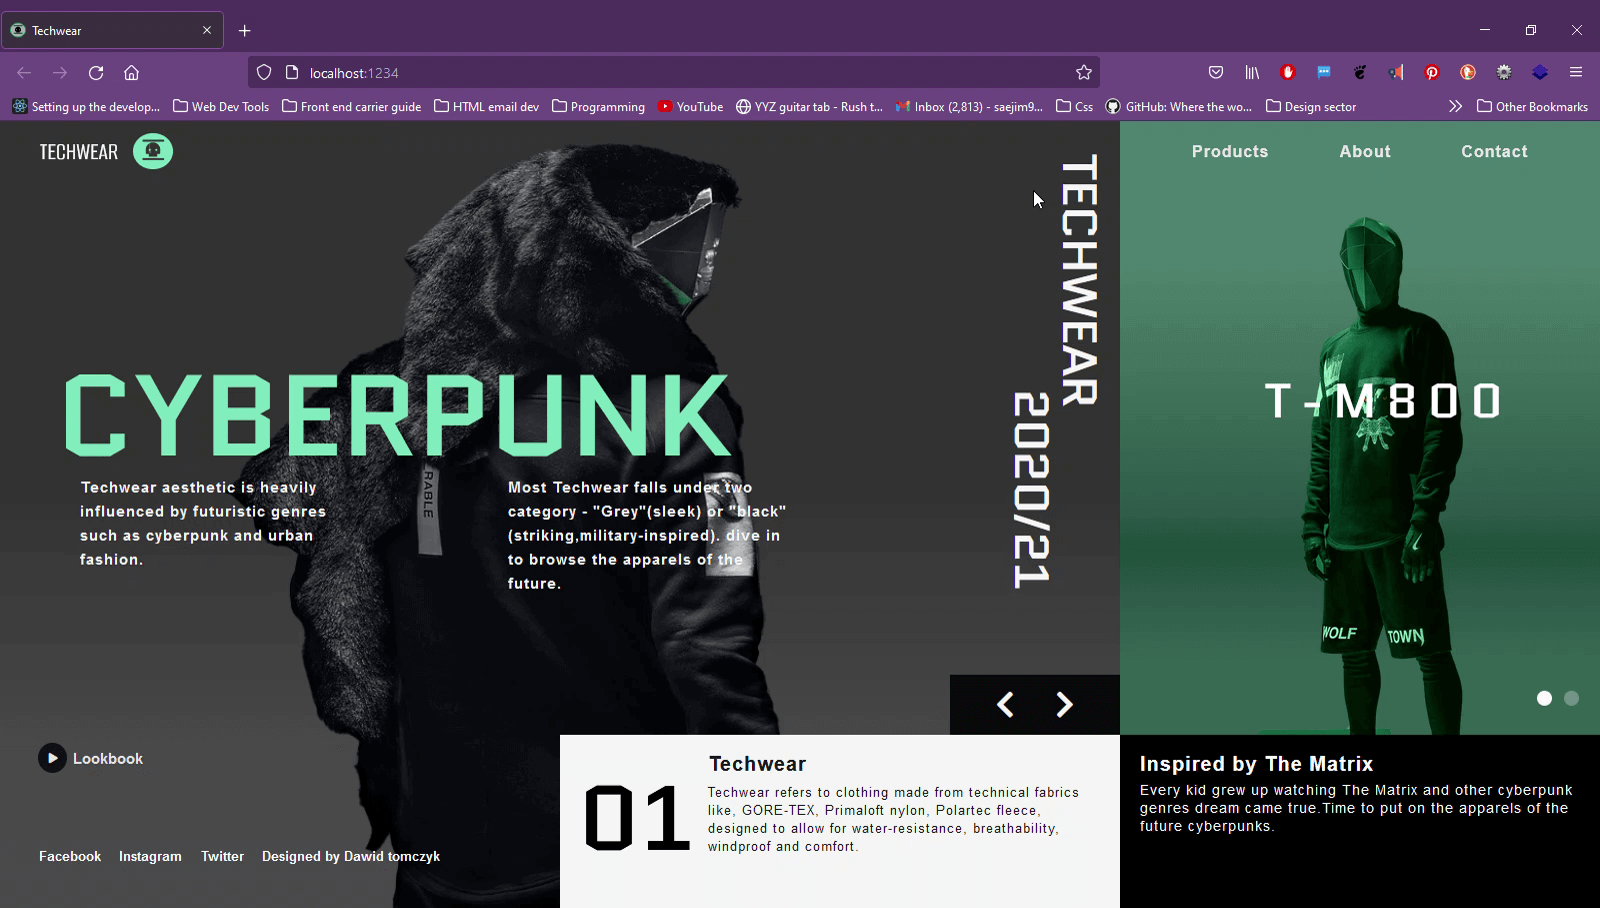 Techwear
localhost:1234
Setting up the develop...
Web Dev Tools
Front end carrier guide
HTML email dev
Programming
YouTube
YYZ guitar tab - Rush t...
Inbox (2,813) - saejim9...
Css
GitHub: Where the wo...
Design sector
Other Bookmarks
TECHWEAR
Products
About
Contact
TECHWEAR
2020/21
CYBERPUNK
T-M800
RABLE
Techwear aesthetic is heavily
influenced by futuristic genres
such as cyberpunk and urban
fashion.
Most Techwear falls under two
category - "Grey"(sleek) or "black"
(striking,military-inspired). dive in
to browse the apparels of the
future.
WOLF
TOWN
Lookbook
Facebook
Instagram
Twitter
Designed by Dawid tomczyk
01
Techwear
Techwear refers to clothing made from technical fabrics
like, GORE-TEX, Primaloft nylon, Polartec fleece,
designed to allow for water-resistance, breathability,
windproof and comfort.
Inspired by The Matrix
Every kid grew up watching The Matrix and other cyberpunk
genres dream came true.Time to put on the apparels of the
future cyberpunks.